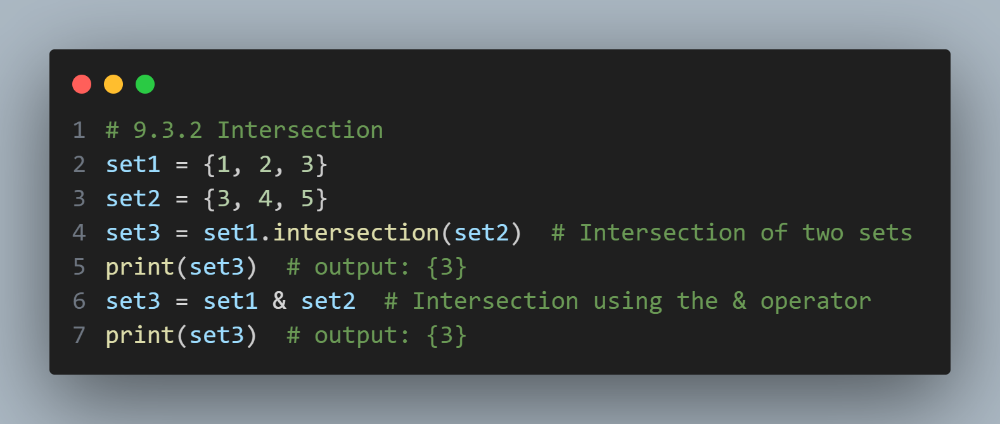 1 # 9.3.2 Intersection
2 set1 = {1, 2, 3}
3 set2 = {3, 4, 5}
4 set3 = set1.intersection(set2)  # Intersection of two sets
5 print(set3)  # output: {3}
6 set3 = set1 & set2  # Intersection using the & operator
7 print(set3)  # output: {3}